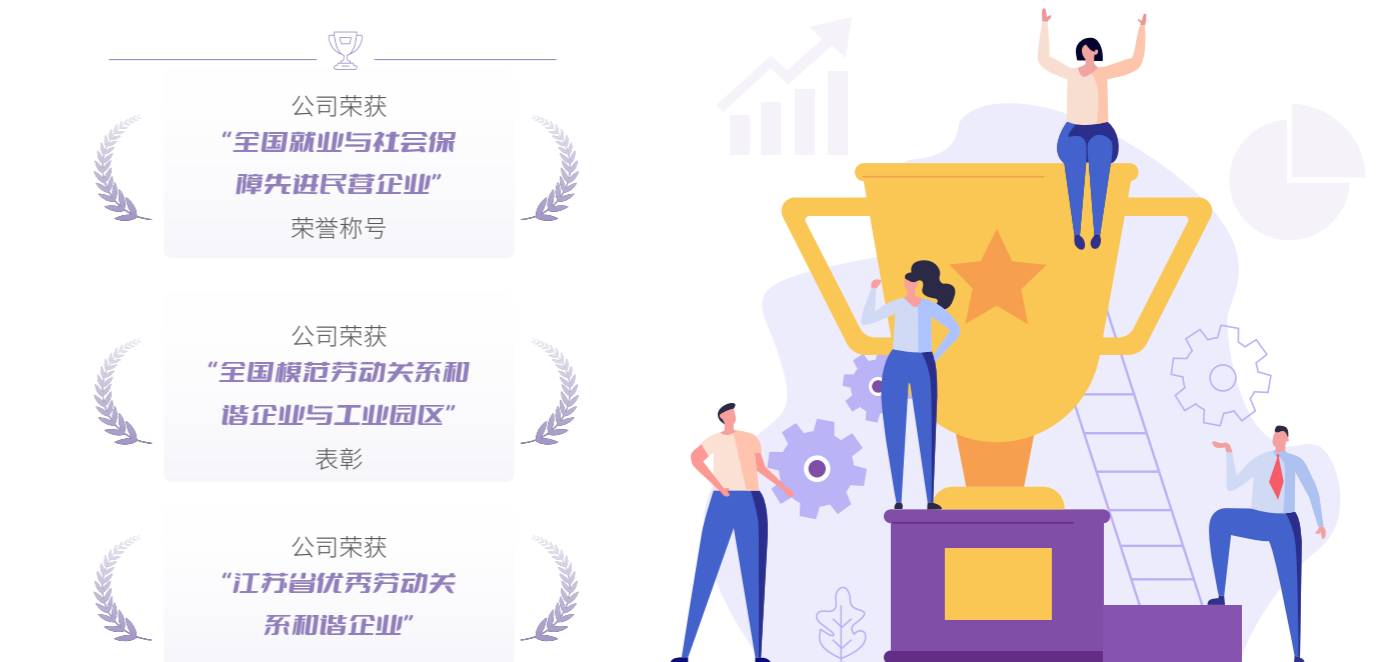 公司荣获
“全国就业与社会保
障先进民营企业”
荣誉称号
公司荣获
“全国模范劳动关系和
谐企业与工业园区”
表彰
公司荣获
“江苏省优秀劳动关
系和谐企业”